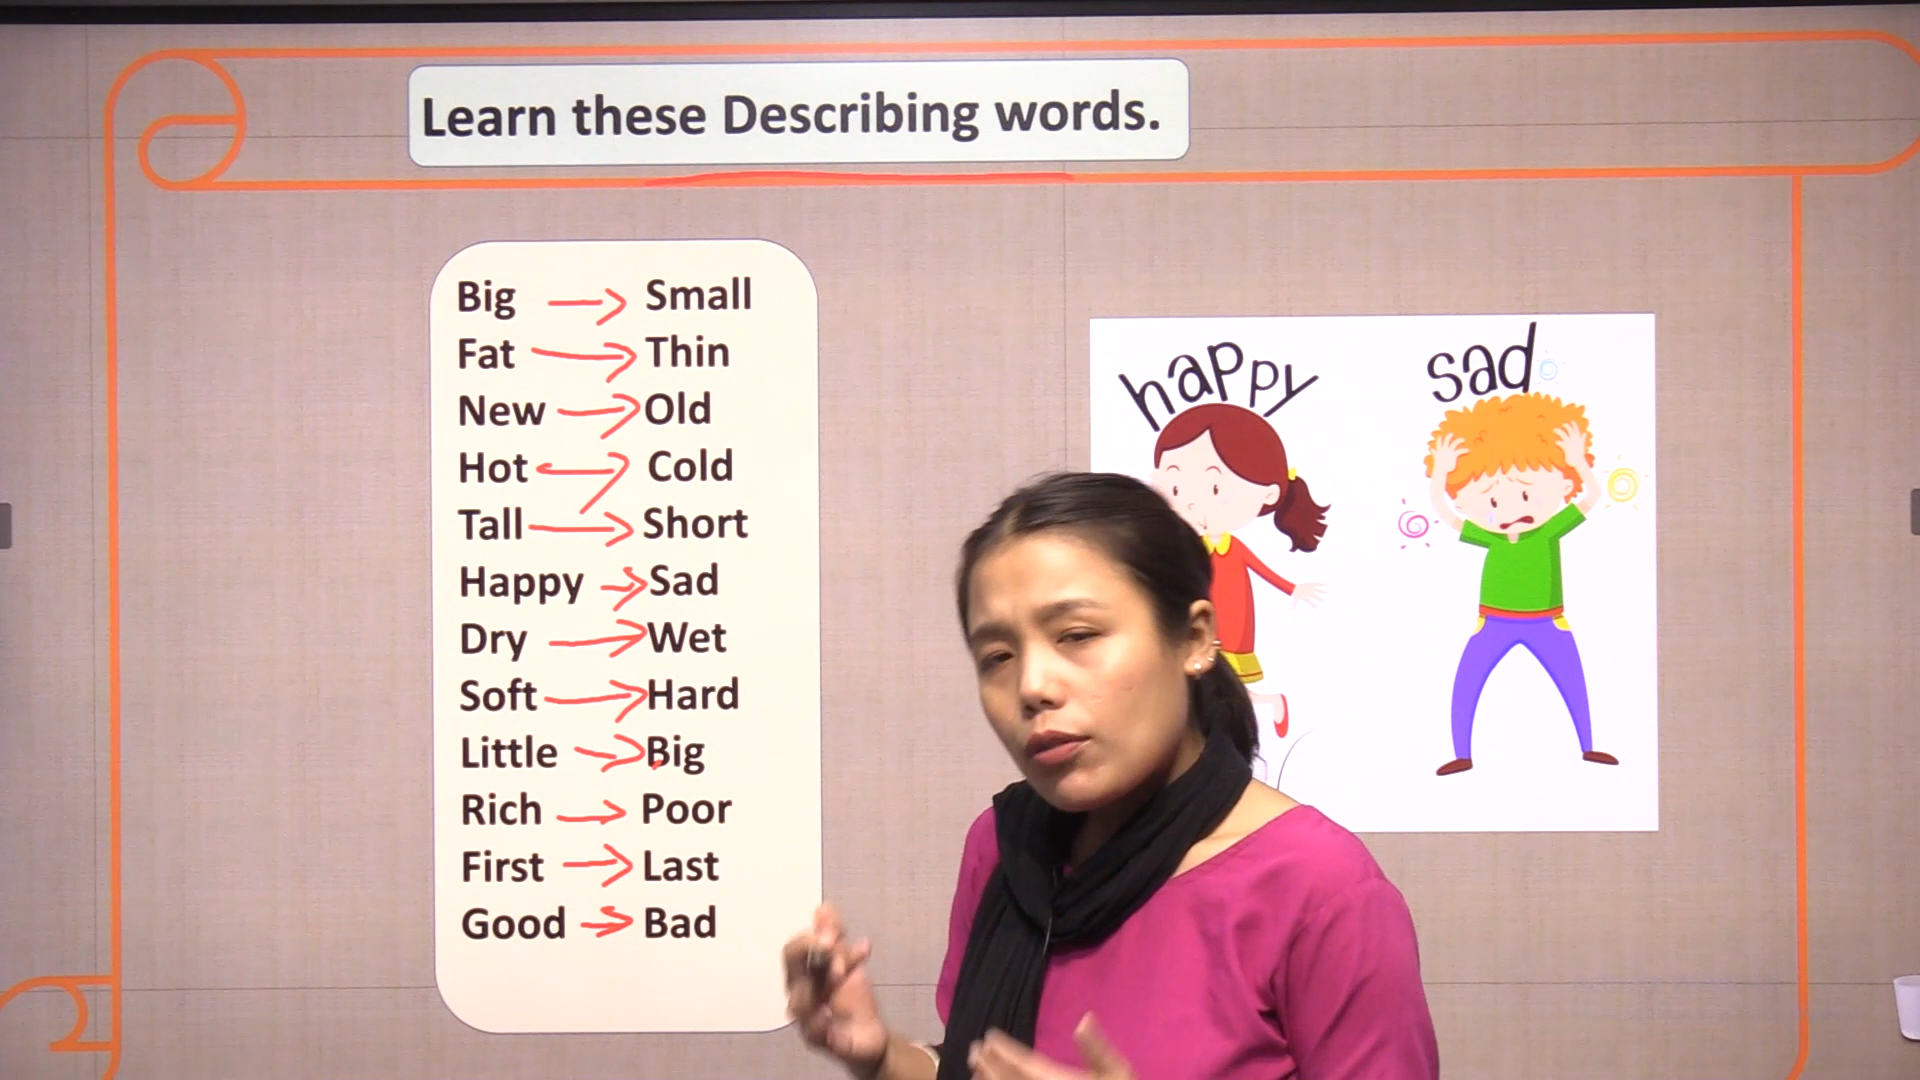 Learn these Describing words.
Big Small
Fat Thin
New Old
Hot Cold
Tall Short
Happy Sad
Dry Wet
Soft Hard
Little Big
Rich Poor
First Last
Good Bad
happy sad